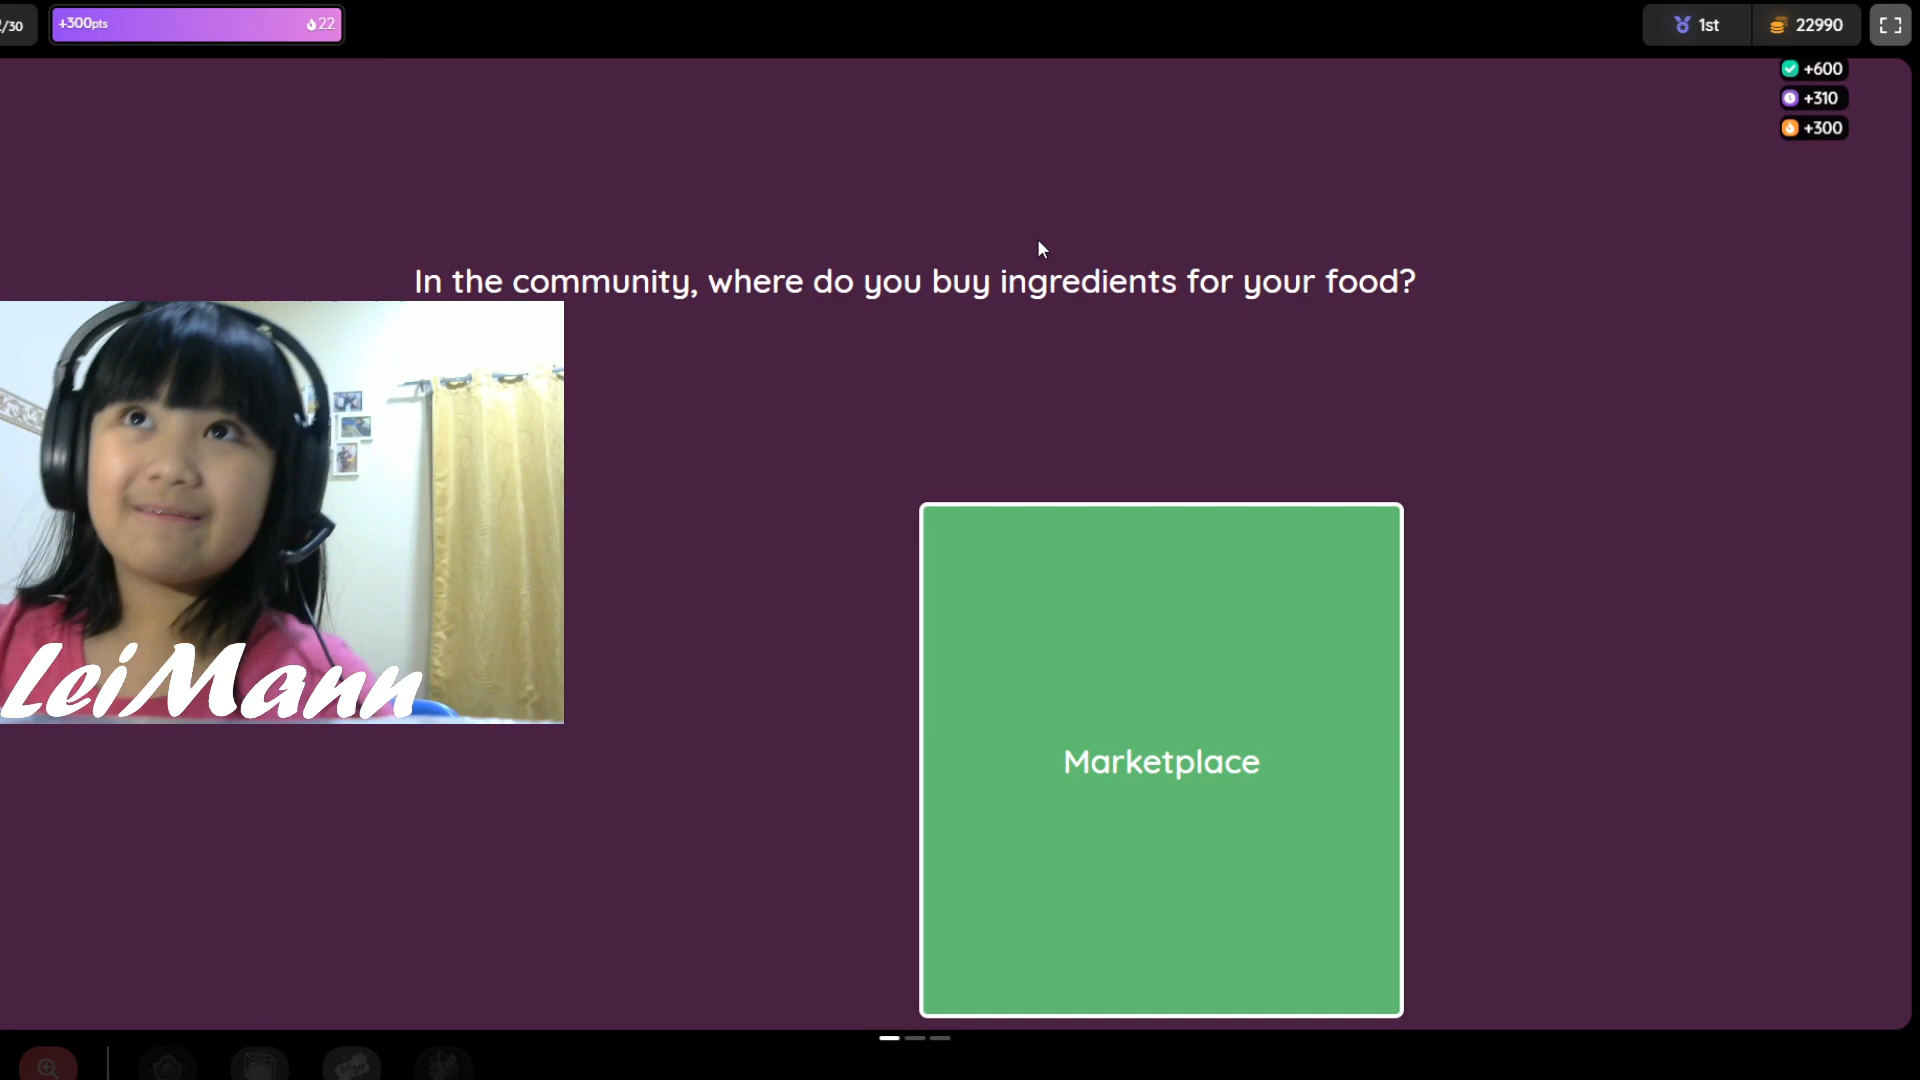 /30
+300pts
22
1st
22990
+600
+310
+300
In the community, where do you buy ingredients for your food?
LeiMann
Marketplace